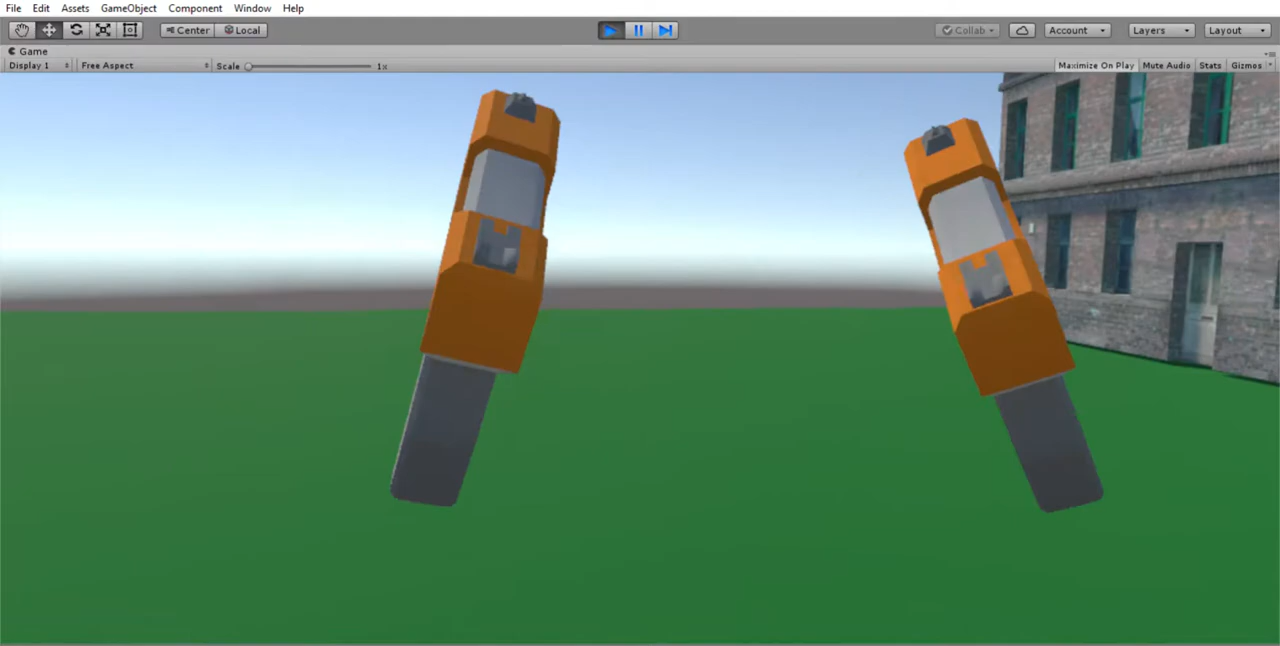 File Edit Assets GameObject Component Window Help
Center Local Collab Account Layers Layout
Game
Display 1 Free Aspect Scale 1x Maximize On Play Mute Audio Stats Gizmos